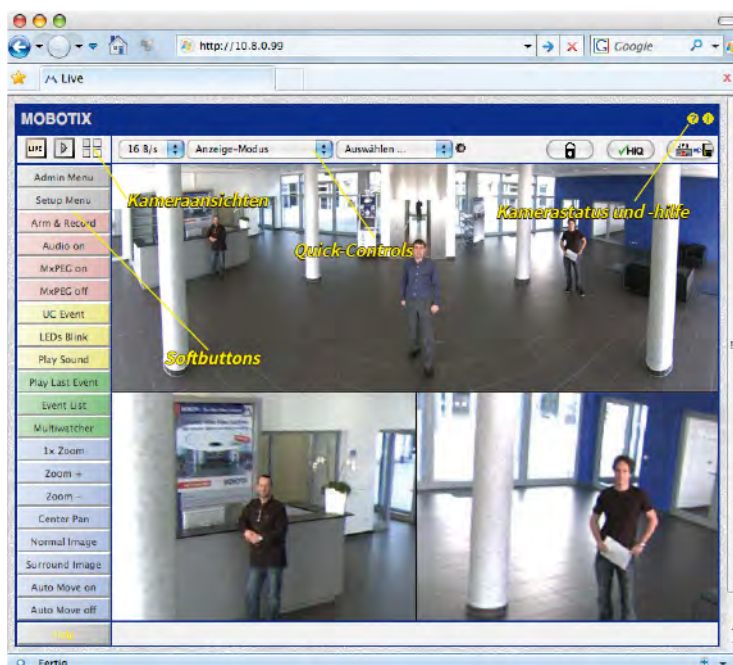 http://10.8.0.99
Google
Live
MOBOTIX
LIVE
16 B/s
Anzeige-Modus
Auswählen ...
HIQ
Admin Menu
Setup Menu
Arm & Record
Audio on
MxPEG on
MxPEG off
UC Event
LEDs Blink
Play Sound
Play Last Event
Event List
Multiwatcher
1x Zoom
Zoom +
Zoom –
Center Pan
Normal Image
Surround Image
Auto Move on
Auto Move off
Kameraansichten
Quick-Controls
Kamerastatus und -hilfe
Softbuttons
MOBOTIX
Fertig